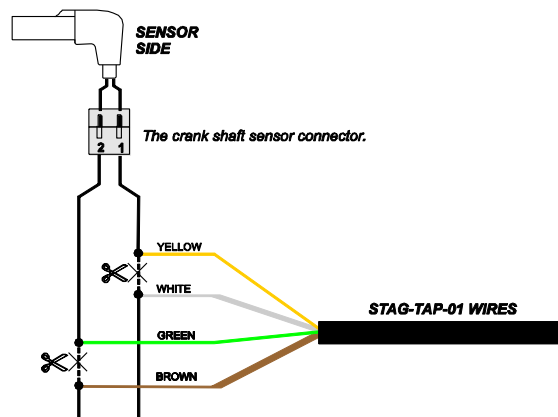 SENSOR
SIDE
2 1
The crank shaft sensor connector.
YELLOW
WHITE
STAG-TAP-01 WIRES
GREEN
BROWN